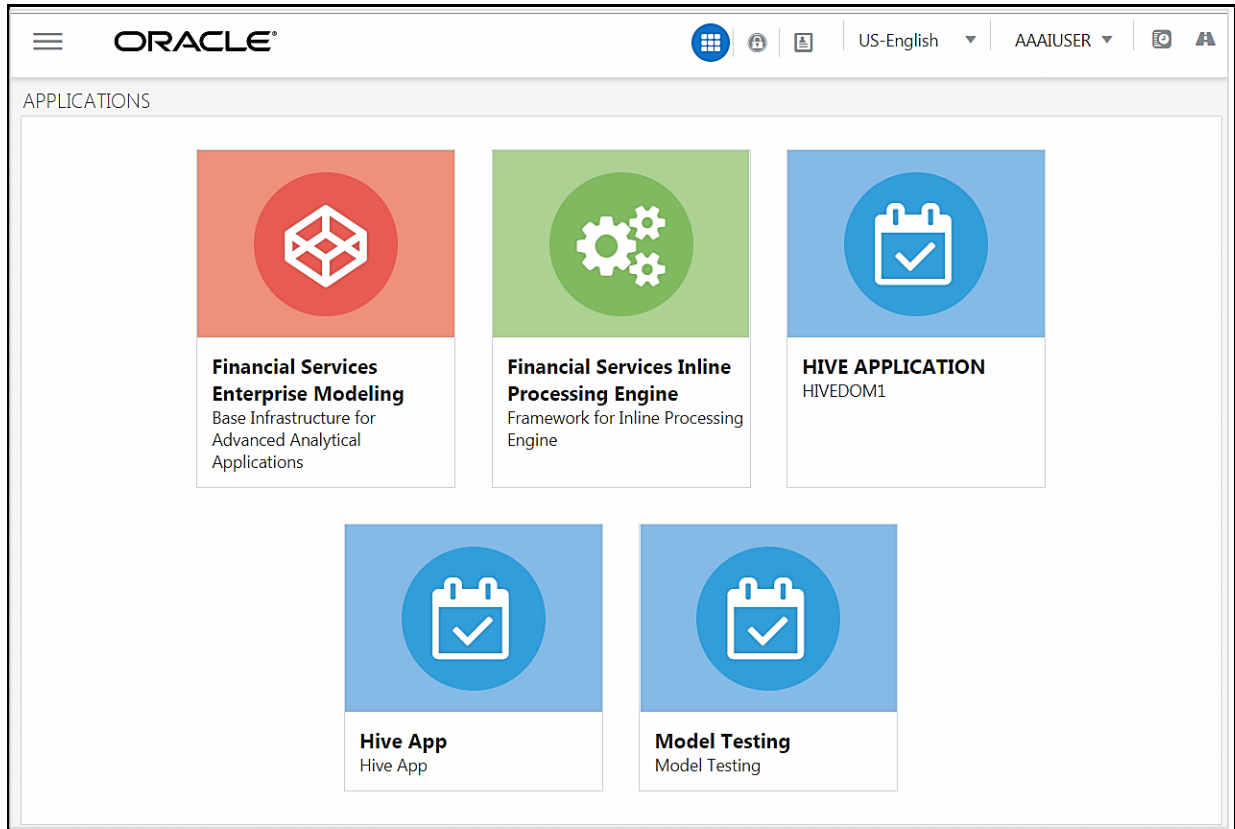 ORACLE®
US-English
AAAIUSER
APPLICATIONS
Financial Services
Enterprise Modeling
Base Infrastructure for
Advanced Analytical
Applications
Financial Services Inline
Processing Engine
Framework for Inline Processing
Engine
HIVE APPLICATION
HIVEDOM1
Hive App
Hive App
Model Testing
Model Testing